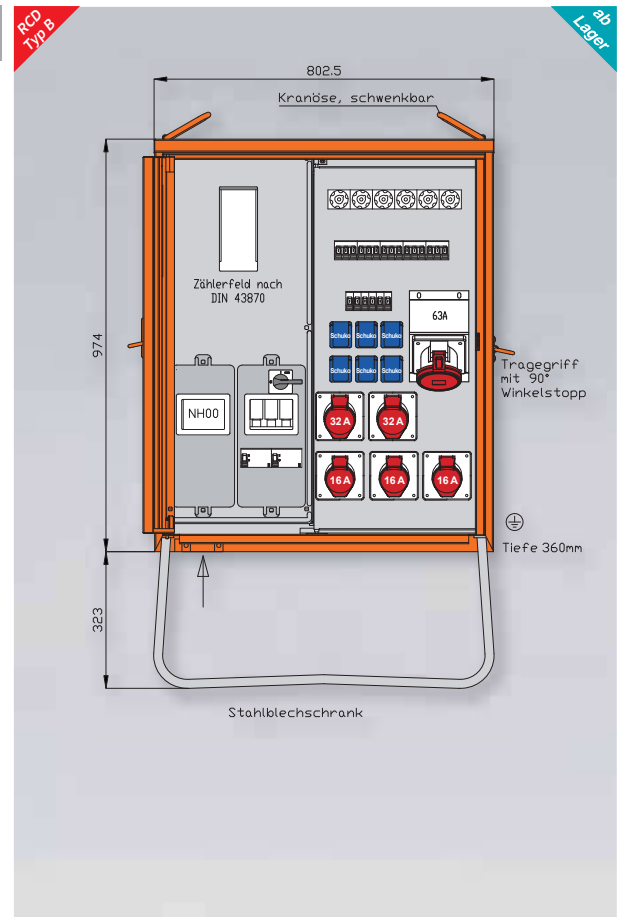 RCD
Typ B
ab
Lager
802.5
Kranöse, schwenkbar
974
Zählerfeld nach
DIN 43870
63A
Schuko Schuko Schuko
Schuko Schuko Schuko
Tragegriff
mit 90°
Winkelstopp
NH00
32 A 32 A
16 A 16 A 16 A
Tiefe 360mm
323
Stahlblechschrank